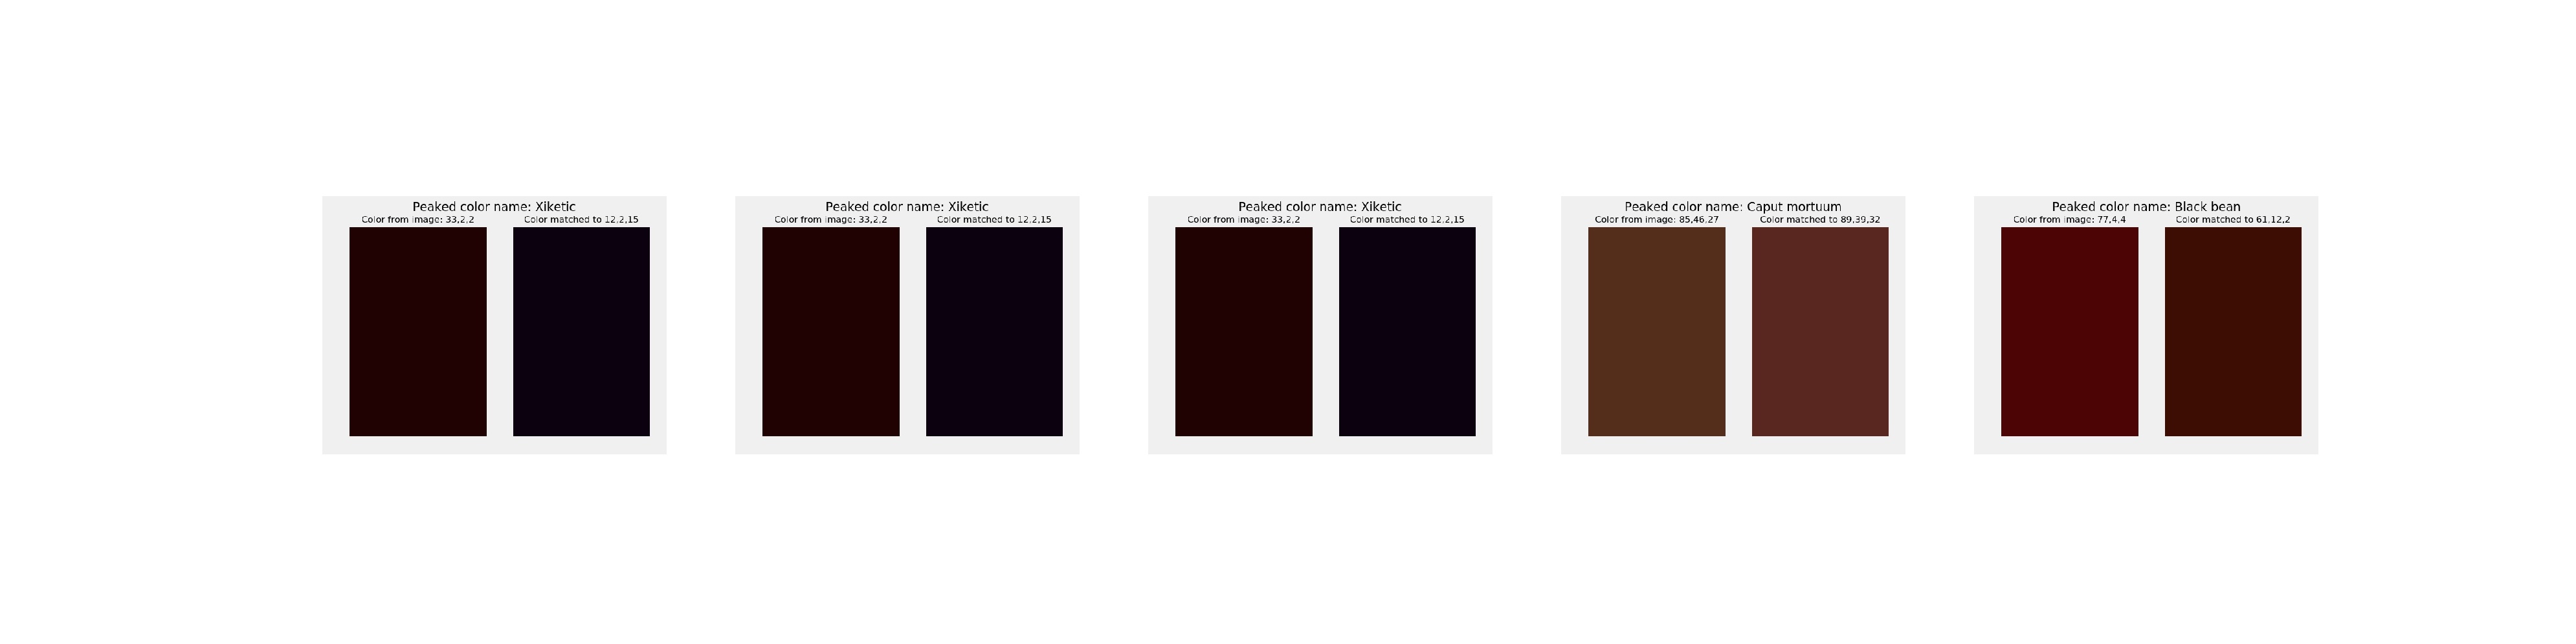 Peaked color name: Xiketic
Color from image: 33,2,2
Color matched to 12,2,15
Peaked color name: Xiketic
Color from image: 33,2,2
Color matched to 12,2,15
Peaked color name: Xiketic
Color from image: 33,2,2
Color matched to 12,2,15
Peaked color name: Caput mortuum
Color from image: 85,46,27
Color matched to 89,39,32
Peaked color name: Black bean
Color from image: 77,4,4
Color matched to 61,12,2